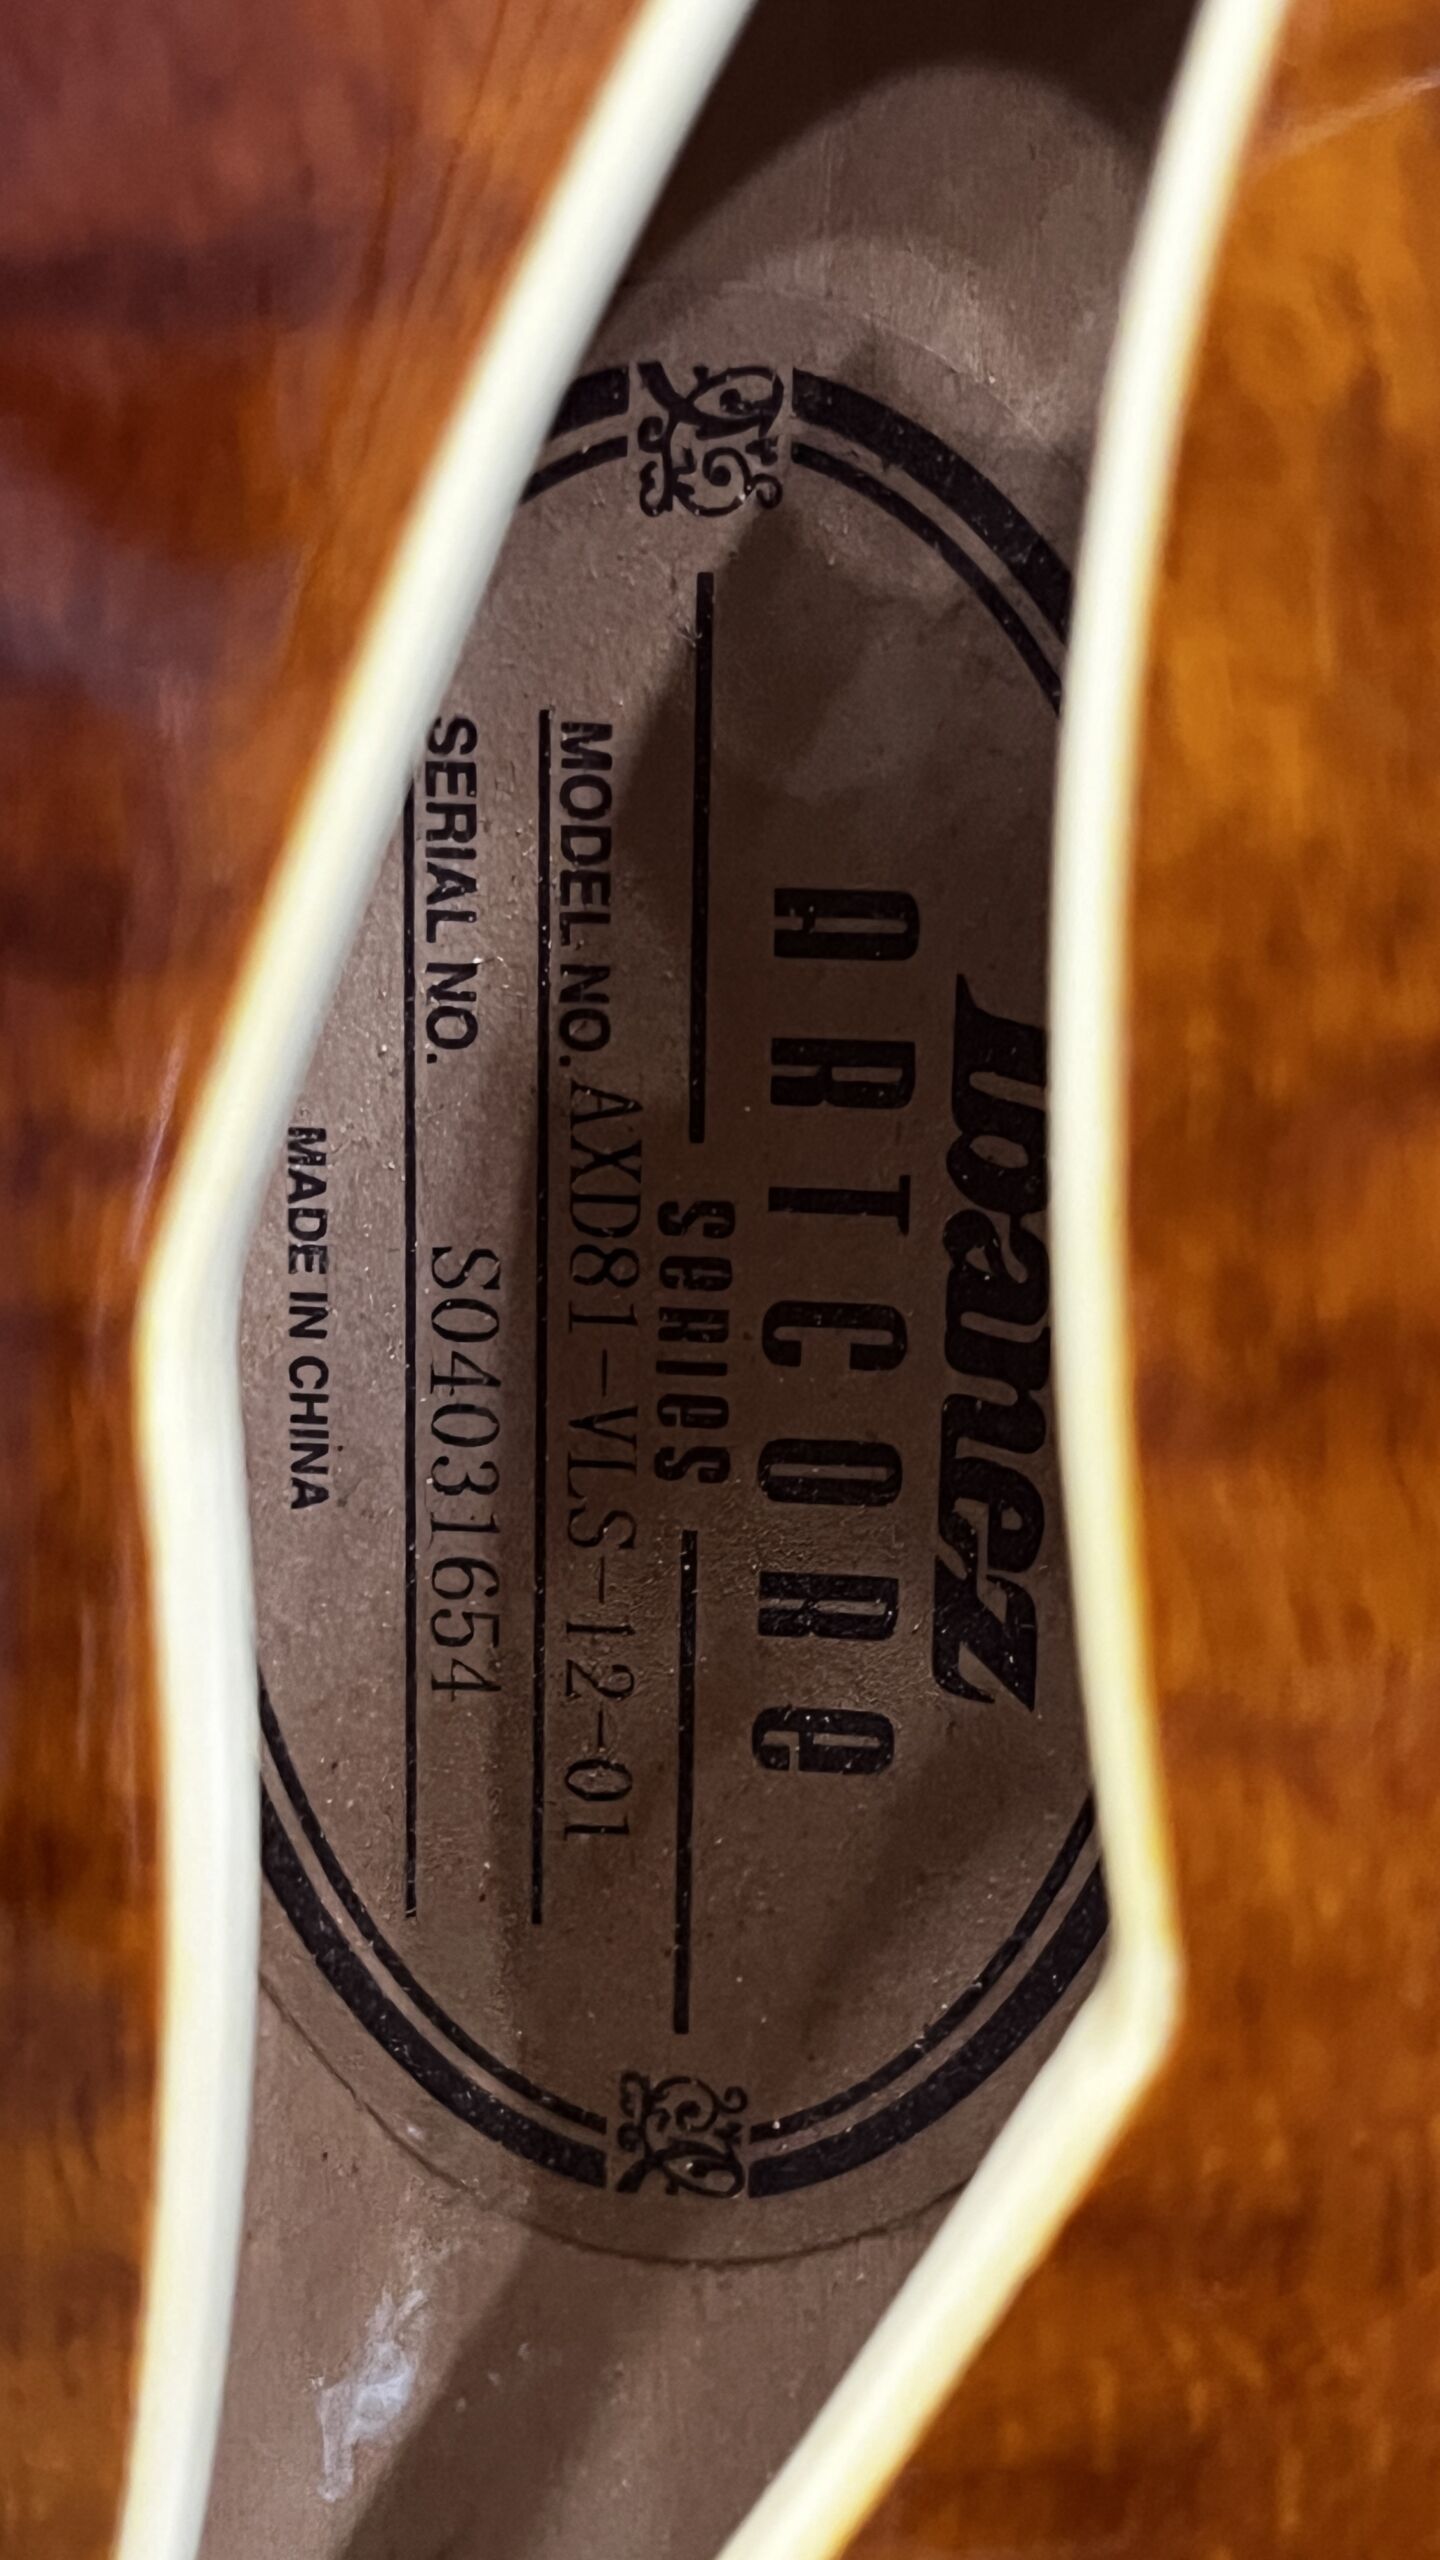 Ibanez
ARTCORE
SERIES
MODEL NO. AXD81-VLS-12-01
SERIAL NO. S04031654
MADE IN CHINA